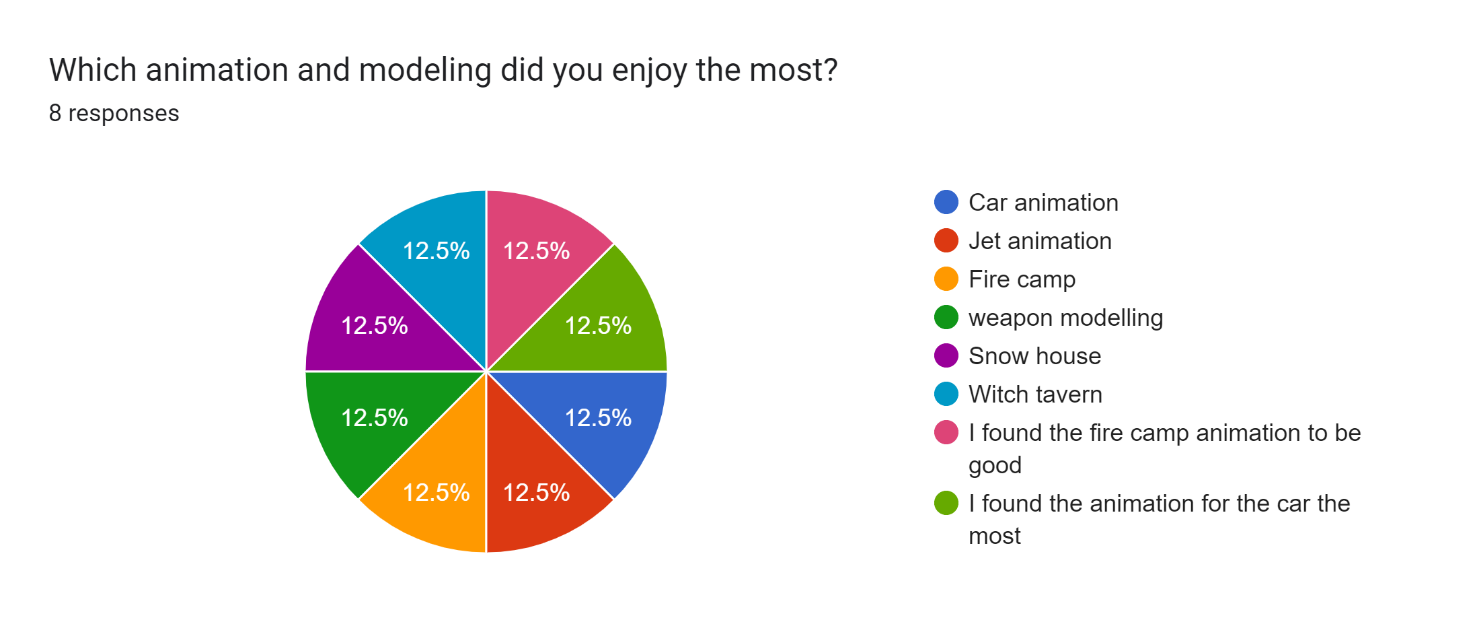 Which animation and modeling did you enjoy the most?
8 responses
12.5%
12.5%
12.5%
12.5%
12.5%
12.5%
12.5%
12.5%
Car animation
Jet animation
Fire camp
weapon modelling
Snow house
Witch tavern
I found the fire camp animation to be
good
I found the animation for the car the
most